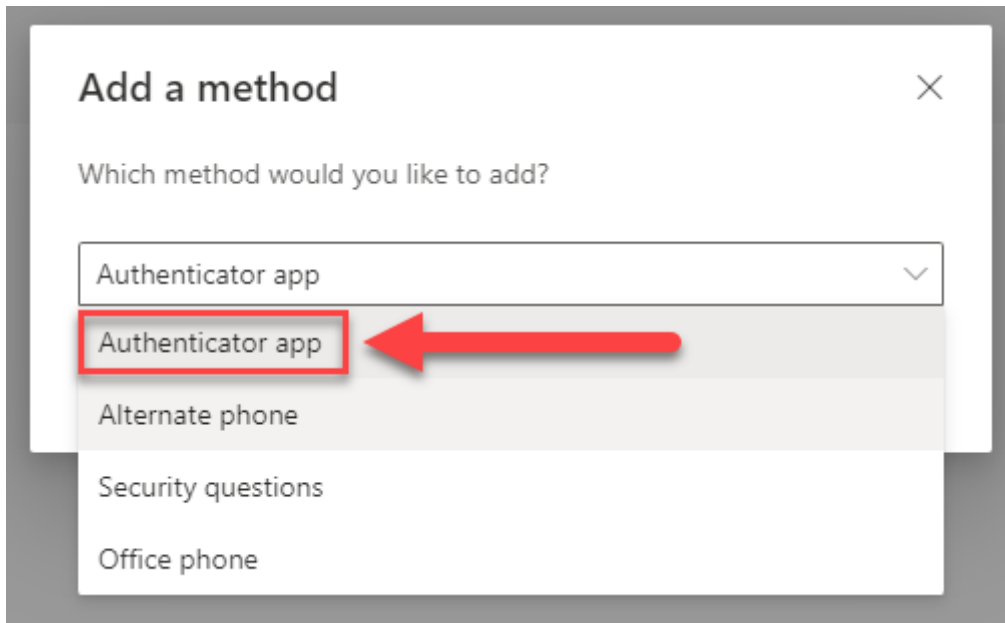 Add a method
Which method would you like to add?
Authenticator app
Authenticator app
Alternate phone
Security questions
Office phone